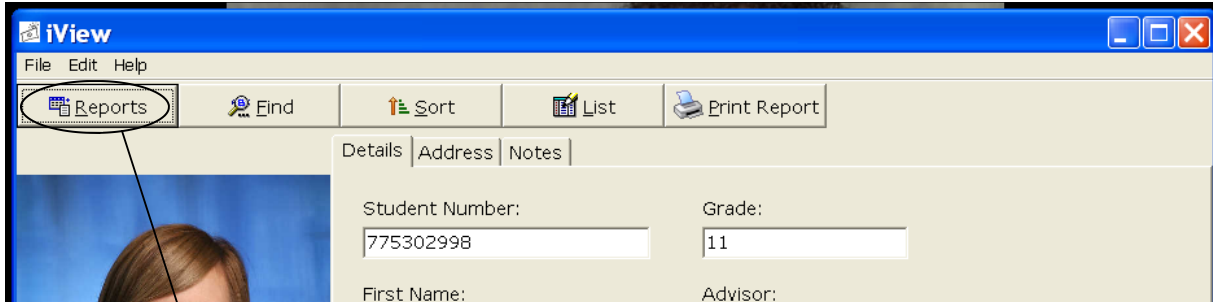 iView
File Edit Help
Reports Find Sort List Print Report
Details Address Notes
Student Number: Grade:
775302998 11
First Name: Advisor: